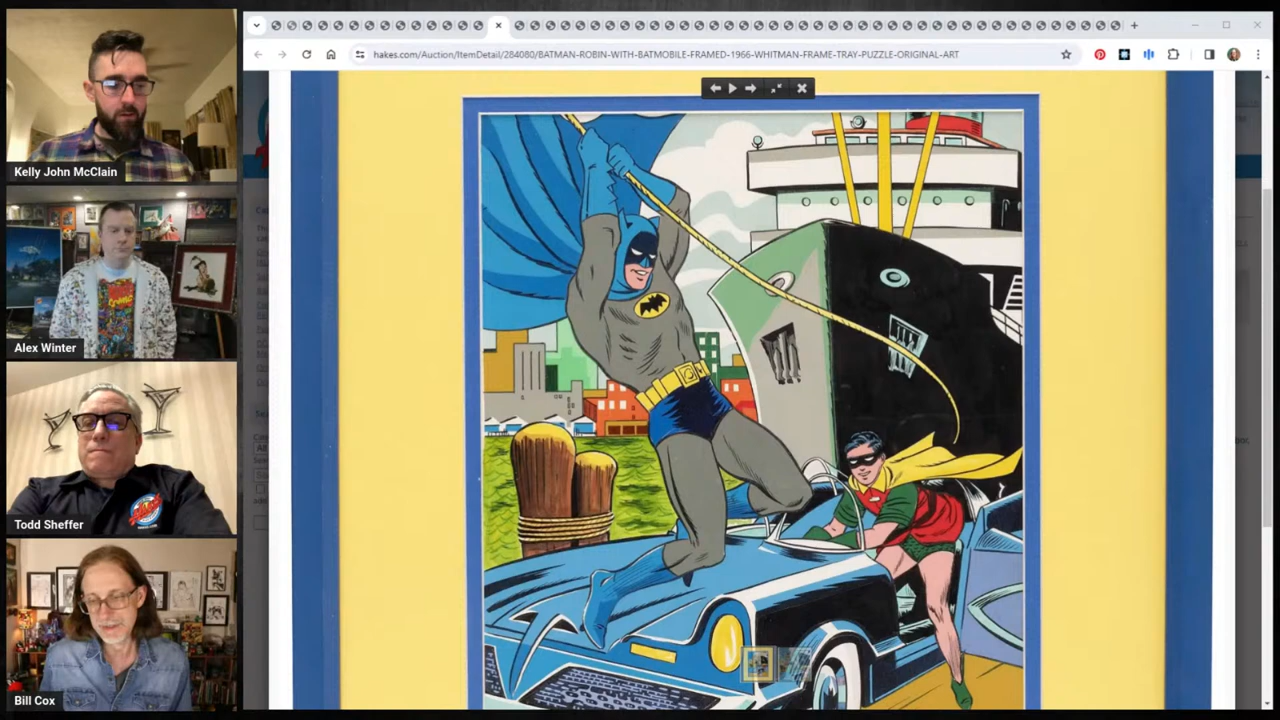 hakes.com/Auction/ItemDetail/284080/BATMAN-ROBIN-WITH-BATMOBILE-FRAMED-1966-WHITMAN-FRAME-TRAY-PUZZLE-ORIGINAL-ART
Kelly John McClain
Alex Winter
Todd Sheffer
Bill Cox